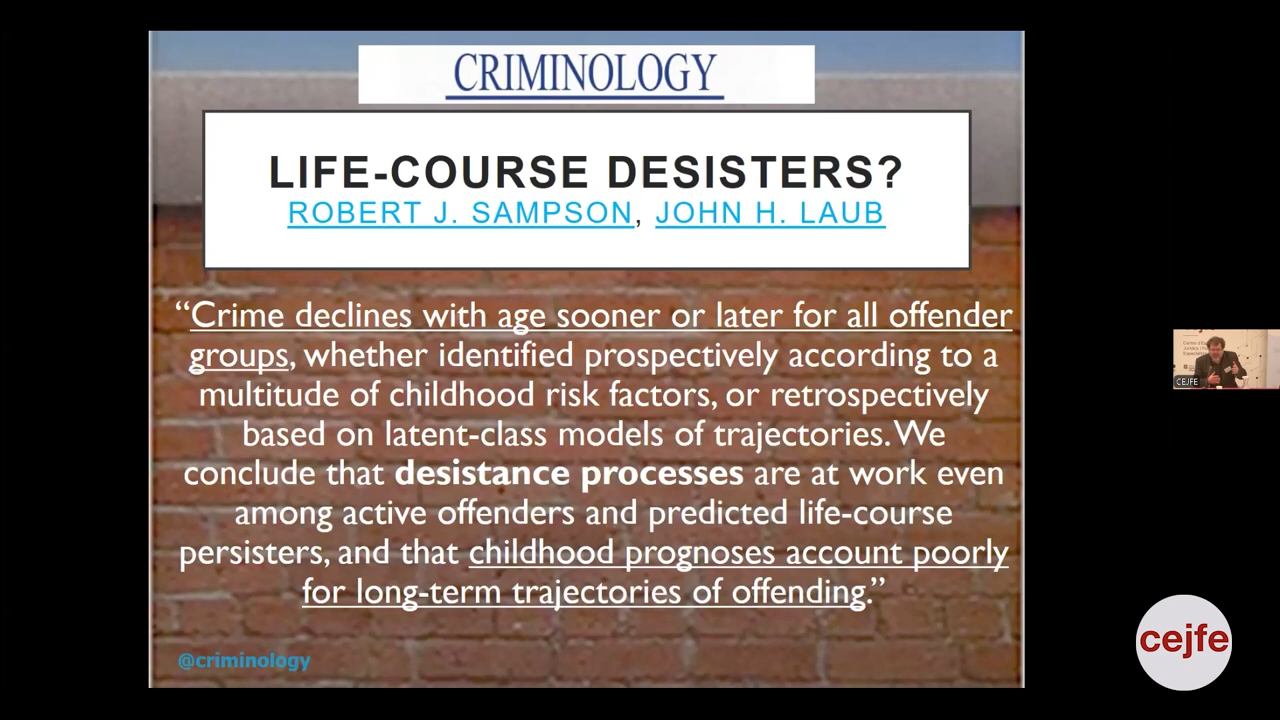 CRIMINOLOGY
LIFE-COURSE DESISTERS?
ROBERT J. SAMPSON, JOHN H. LAUB
“Crime declines with age sooner or later for all offender
groups, whether identified prospectively according to a
multitude of childhood risk factors, or retrospectively
based on latent-class models of trajectories. We
conclude that desistance processes are at work even
among active offenders and predicted life-course
persisters, and that childhood prognoses account poorly
for long-term trajectories of offending.”
@criminology
CEJFE
cejfe